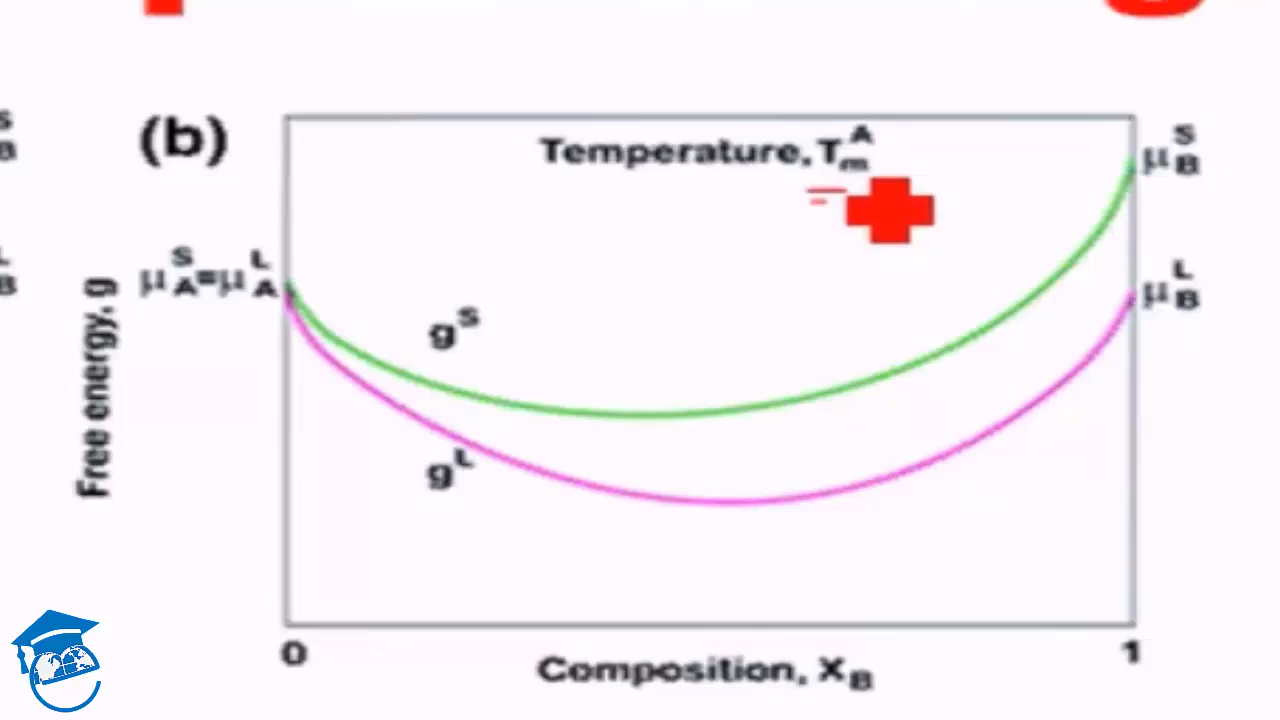 S
B
(b)
Temperature, T_m^A
μ_B^S
L
B
μ_A^S=μ_A^L
μ_B^L
Free energy, g
g^S
g^L
0
1
Composition, X_B